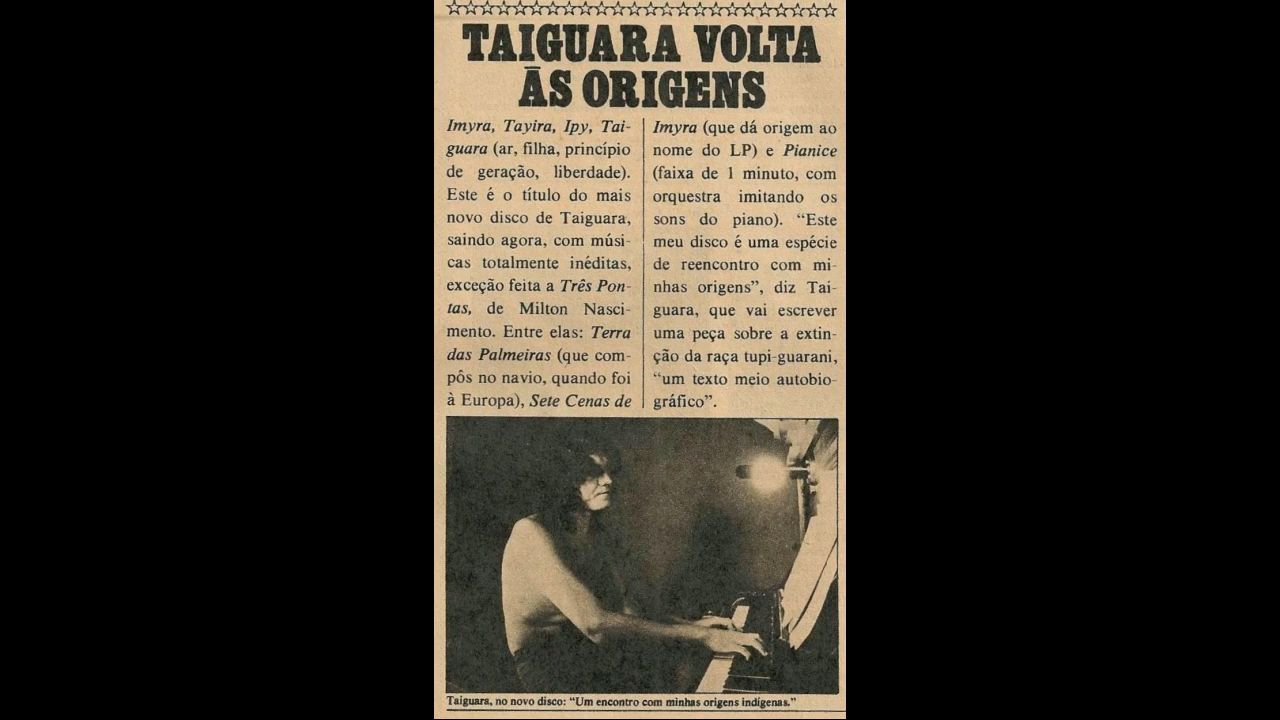 TAIGUARA VOLTA
ÀS ORIGENS
Imyra, Tayira, Ipy, Tai-
guara (ar, filha, princípio
de geração, liberdade).
Este é o título do mais
novo disco de Taiguara,
saindo agora, com músi-
cas totalmente inéditas,
exceção feita a Três Pon-
tas, de Milton Nasci-
mento. Entre elas: Terra
das Palmeiras (que com-
pôs no navio, quando foi
à Europa), Sete Cenas de
Imyra (que dá origem ao
nome do LP) e Pianice
(faixa de 1 minuto, com
orquestra imitando os
sons do piano). “Este
meu disco é uma espécie
de reencontro com mi-
nhas origens”, diz Tai-
guara, que vai escrever
uma peça sobre a extin-
ção da raça tupi-guarani,
“um texto meio autobio-
gráfico”.
Taiguara, no novo disco: “Um encontro com minhas origens indígenas.”